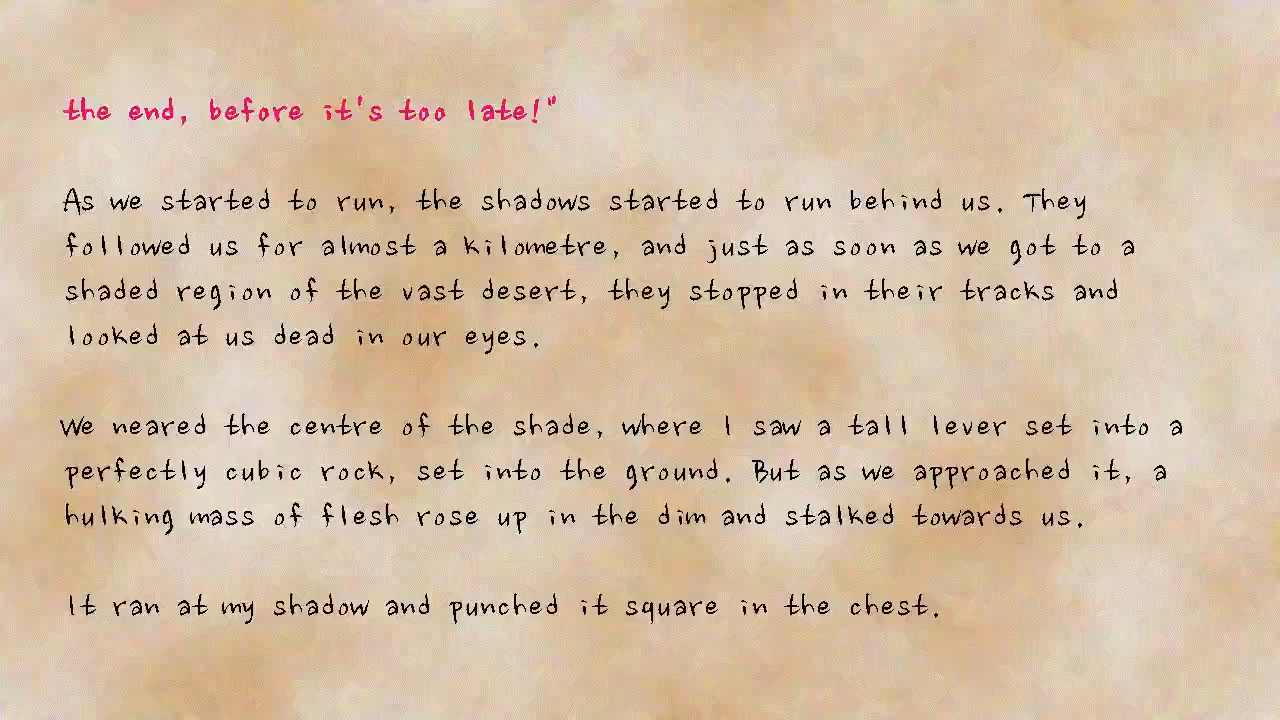 the end, before it's too late!"
As we started to run, the shadows started to run behind us. They
followed us for almost a kilometre, and just as soon as we got to a
shaded region of the vast desert, they stopped in their tracks and
looked at us dead in our eyes.
We neared the centre of the shade, where I saw a tall lever set into a
perfectly cubic rock, set into the ground. But as we approached it, a
hulking mass of flesh rose up in the dim and stalked towards us.
It ran at my shadow and punched it square in the chest.